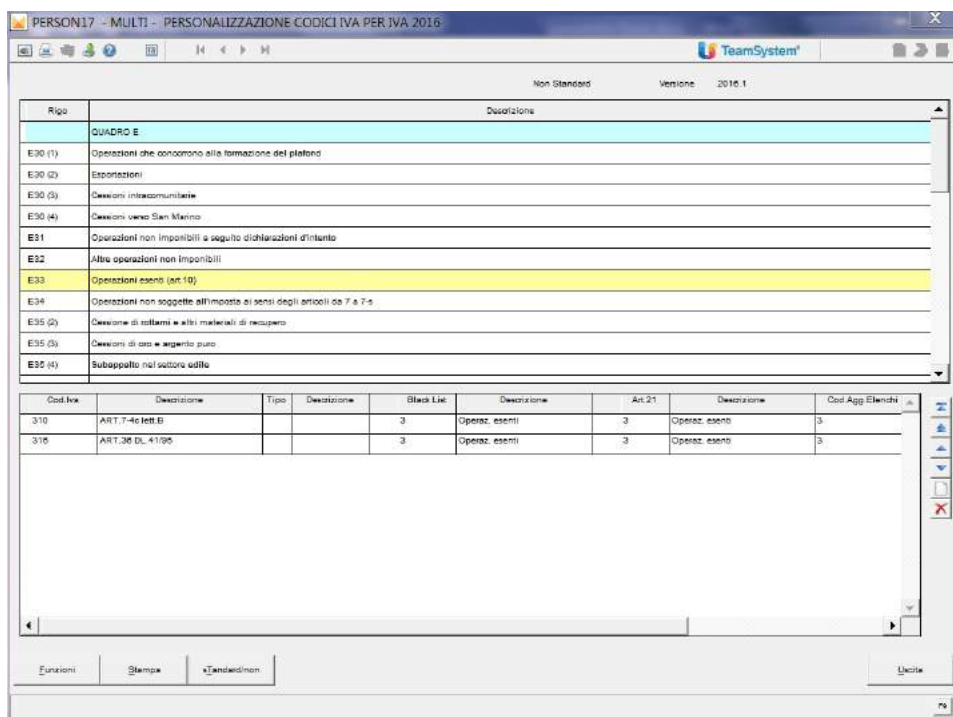 PERSON17 - MULTI - PERSONALIZZAZIONE CODICI IVA PER IVA 2016
TeamSystem
Non Standard Versione 2016.1
Rigo Descrizione
QUADRO E
E30 (1) Operazioni che concorrono alla formazione del plafond
E30 (2) Esportazioni
E30 (3) Cessioni intracomunitarie
E30 (4) Cessioni verso San Marino
E31 Operazioni non imponibili a seguito dichiarazioni d'intento
E32 Altre operazioni non imponibili
E33 Operazioni esenti (art.10)
E34 Operazioni non soggette all'imposta ai sensi degli articoli da 7 a 7-s
E35 (2) Cessione di rottami e altri materiali di recupero
E35 (3) Cessioni di oro e argento puro
E35 (4) Subappalto nel settore edile
Cod.Iva Descrizione Tipo Descrizione Black List Descrizione Art.21 Descrizione Cod.Agg.Elenchi
310 ART.7-4c lett.B 3 Operaz. esenti 3 Operaz. esenti 3
316 ART.36 DL 41/95 3 Operaz. esenti 3 Operaz. esenti 3
Funzioni Stampa sTandard/non Uscita